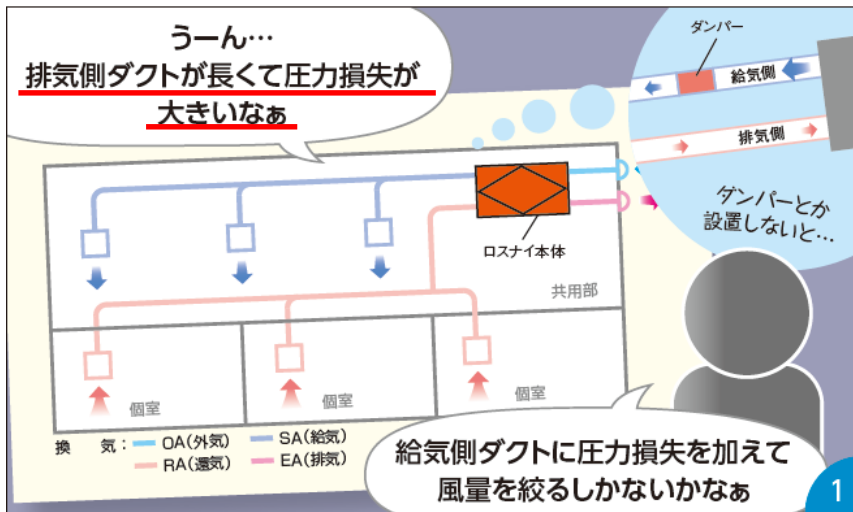 うーん…
排気側ダクトが長くて圧力損失が
大きいなぁ
ダンパー
給気側
排気側
ダンパーとか
設置しないと…
ロスナイ本体
共用部
個室
個室
個室
換　気：
OA(外気)
SA(給気)
RA(還気)
EA(排気)
給気側ダクトに圧力損失を加えて
風量を絞るしかないかなぁ
1